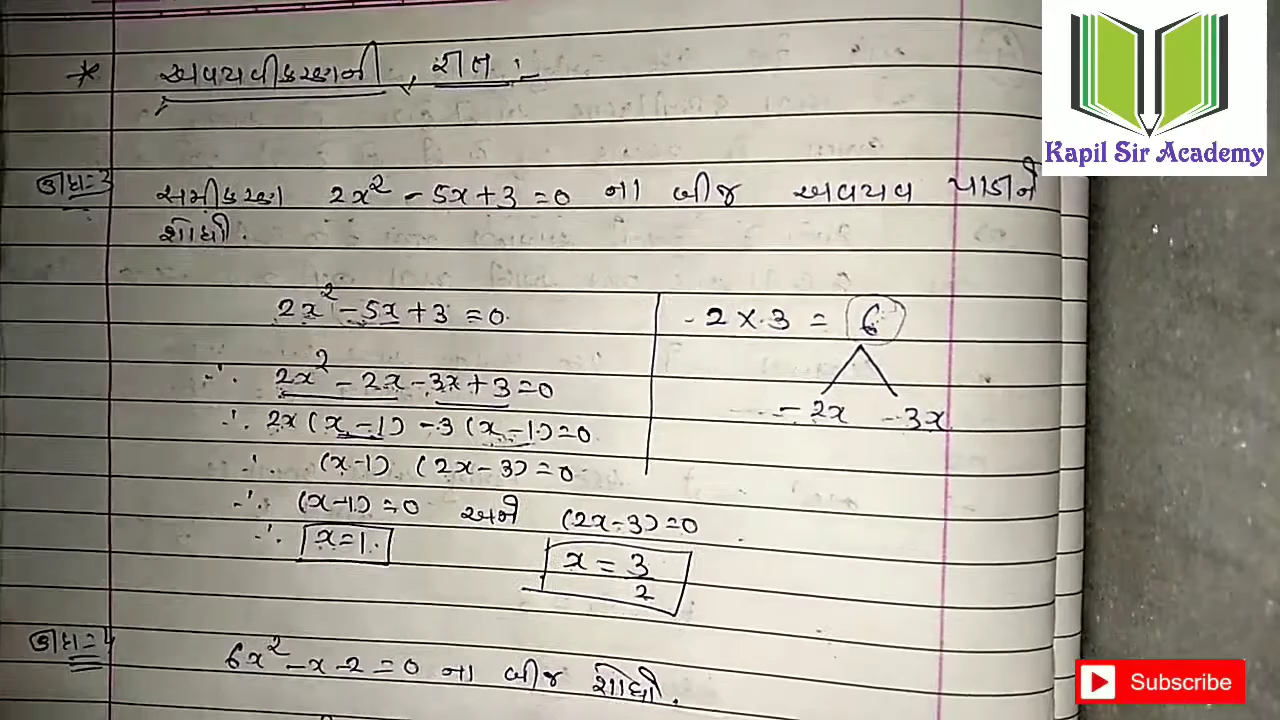 * અવયવીકરણની રીત :-
Kapil Sir Academy
ઉદા=3 સમીકરણ 2x² - 5x + 3 = 0 ના બીજ અવયવ પાડીને
શોધો.
2x² - 5x + 3 = 0
2 x 3 = 6
∴ 2x² - 2x - 3x + 3 = 0
- 2x - 3x
∴ 2x (x - 1) - 3 (x - 1) = 0
∴ (x-1) (2x - 3) = 0
∴ (x-1) = 0 અને (2x-3) = 0
∴ x = 1
x = 3/2
ઉદા=4 6x² - x - 2 = 0 ના બીજ શોધો.
Subscribe